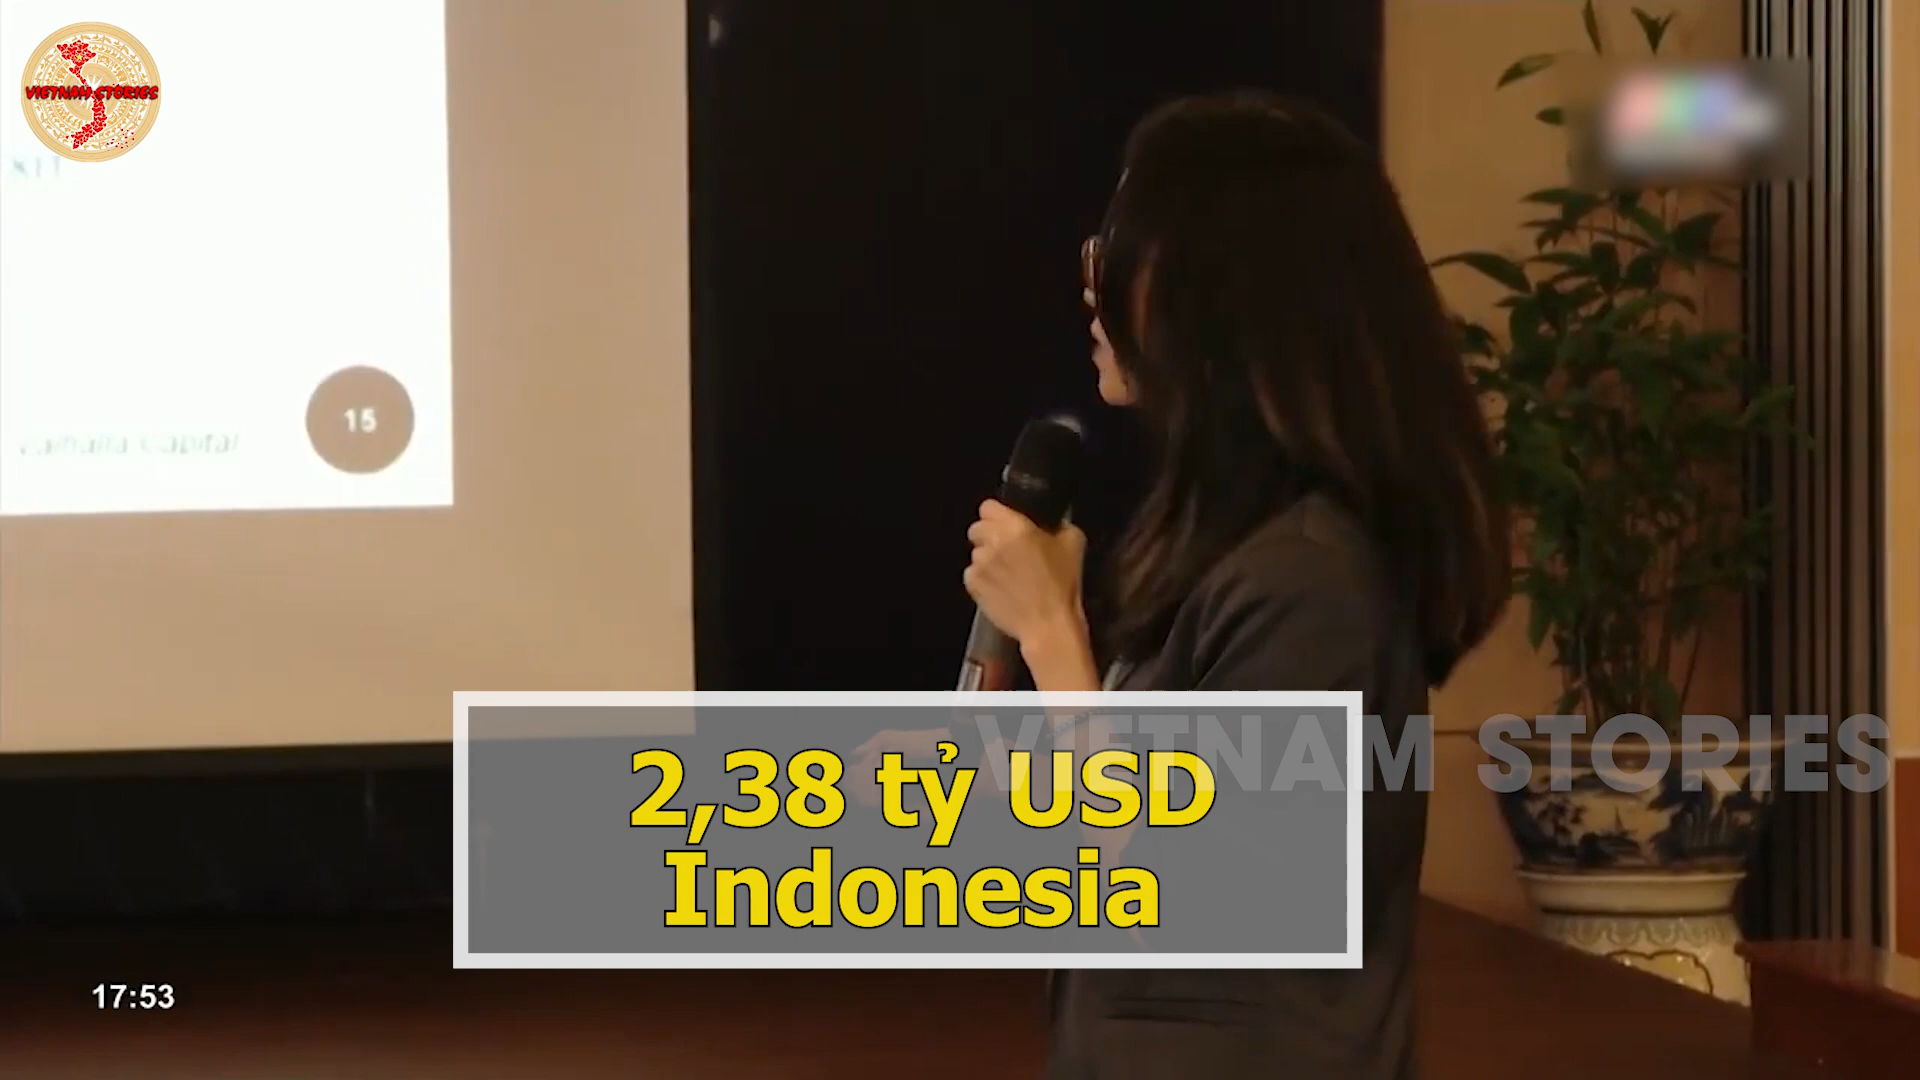 VIETNAM STORIES
15
2,38 tỷ USD
Indonesia
VIETNAM STORIES
17:53